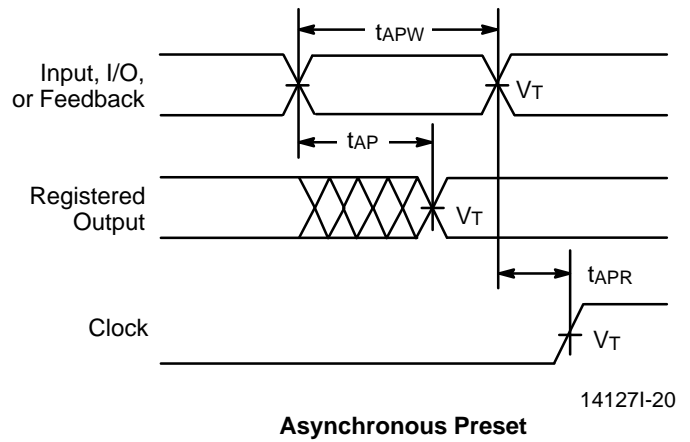 tAPW
Input, I/O,
or Feedback
VT
tAP
Registered
Output
VT
tAPR
Clock
VT
14127I-20
Asynchronous Preset